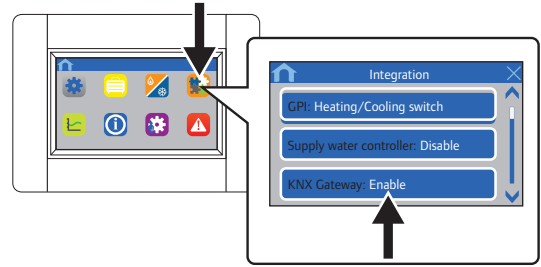 Integration
GPI: Heating/Cooling switch
Supply water controller: Disable
KNX Gateway: Enable